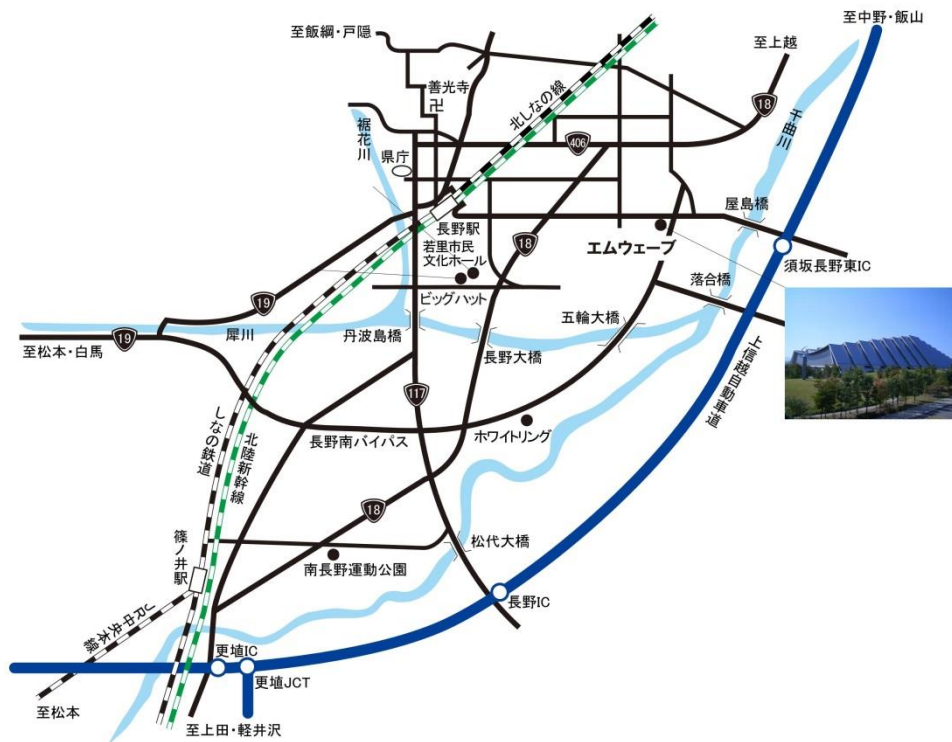 至中野・飯山
至飯綱・戸隠
至上越
善光寺
卍
北しなの線
18
千曲川
裾花川
406
県庁
屋島橋
長野駅
若里市民
文化ホール
18
エムウェーブ
須坂長野東IC
落合橋
19
ビッグハット
五輪大橋
犀川
丹波島橋
長野大橋
19
至松本・白馬
上信越自動車道
117
しなの鉄道
北陸新幹線
長野南バイパス
ホワイトリング
18
篠ノ井駅
松代大橋
南長野運動公園
長野IC
JR中央本線
更埴IC
更埴JCT
至松本
至上田・軽井沢